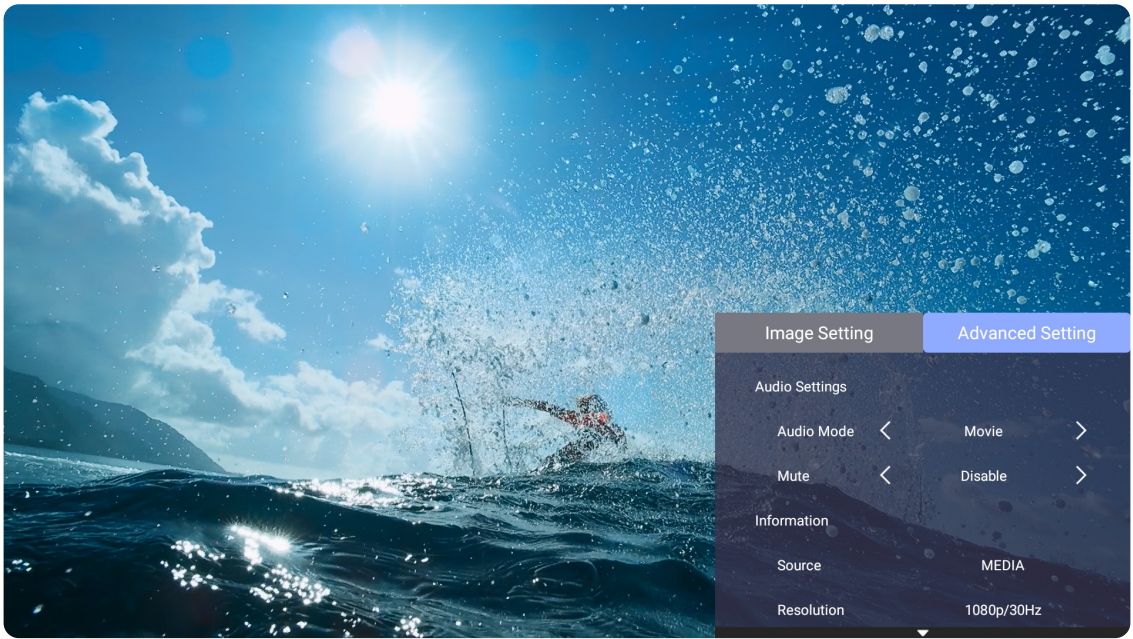 Image Setting Advanced Setting
Audio Settings
Audio Mode Movie
Mute Disable
Information
Source MEDIA
Resolution 1080p/30Hz